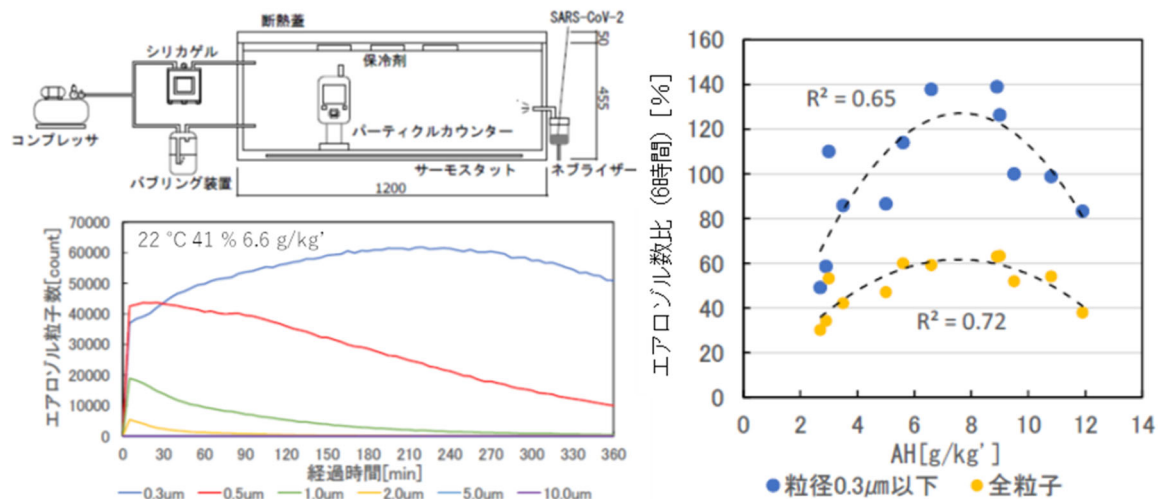 SARS-CoV-2
断熱蓋
50
シリカゲル
保冷剤
455
コンプレッサ
パーティクルカウンター
バブリング装置
サーモスタット
ネブライザー
1200
エアロゾル粒子数[count]
70000
60000
50000
40000
30000
20000
10000
0
22 ℃ 41 % 6.6 g/kg’
0 30 60 90 120 150 180 210 240 270 300 330 360
経過時間[min]
0.3um 0.5um 1.0um 2.0um 5.0um 10.0um
エアロゾル数比（6時間）[%]
160
140
120
100
80
60
40
20
0
R² = 0.65
R² = 0.72
0 2 4 6 8 10 12 14
AH[g/kg’]
粒径0.3μm以下 全粒子